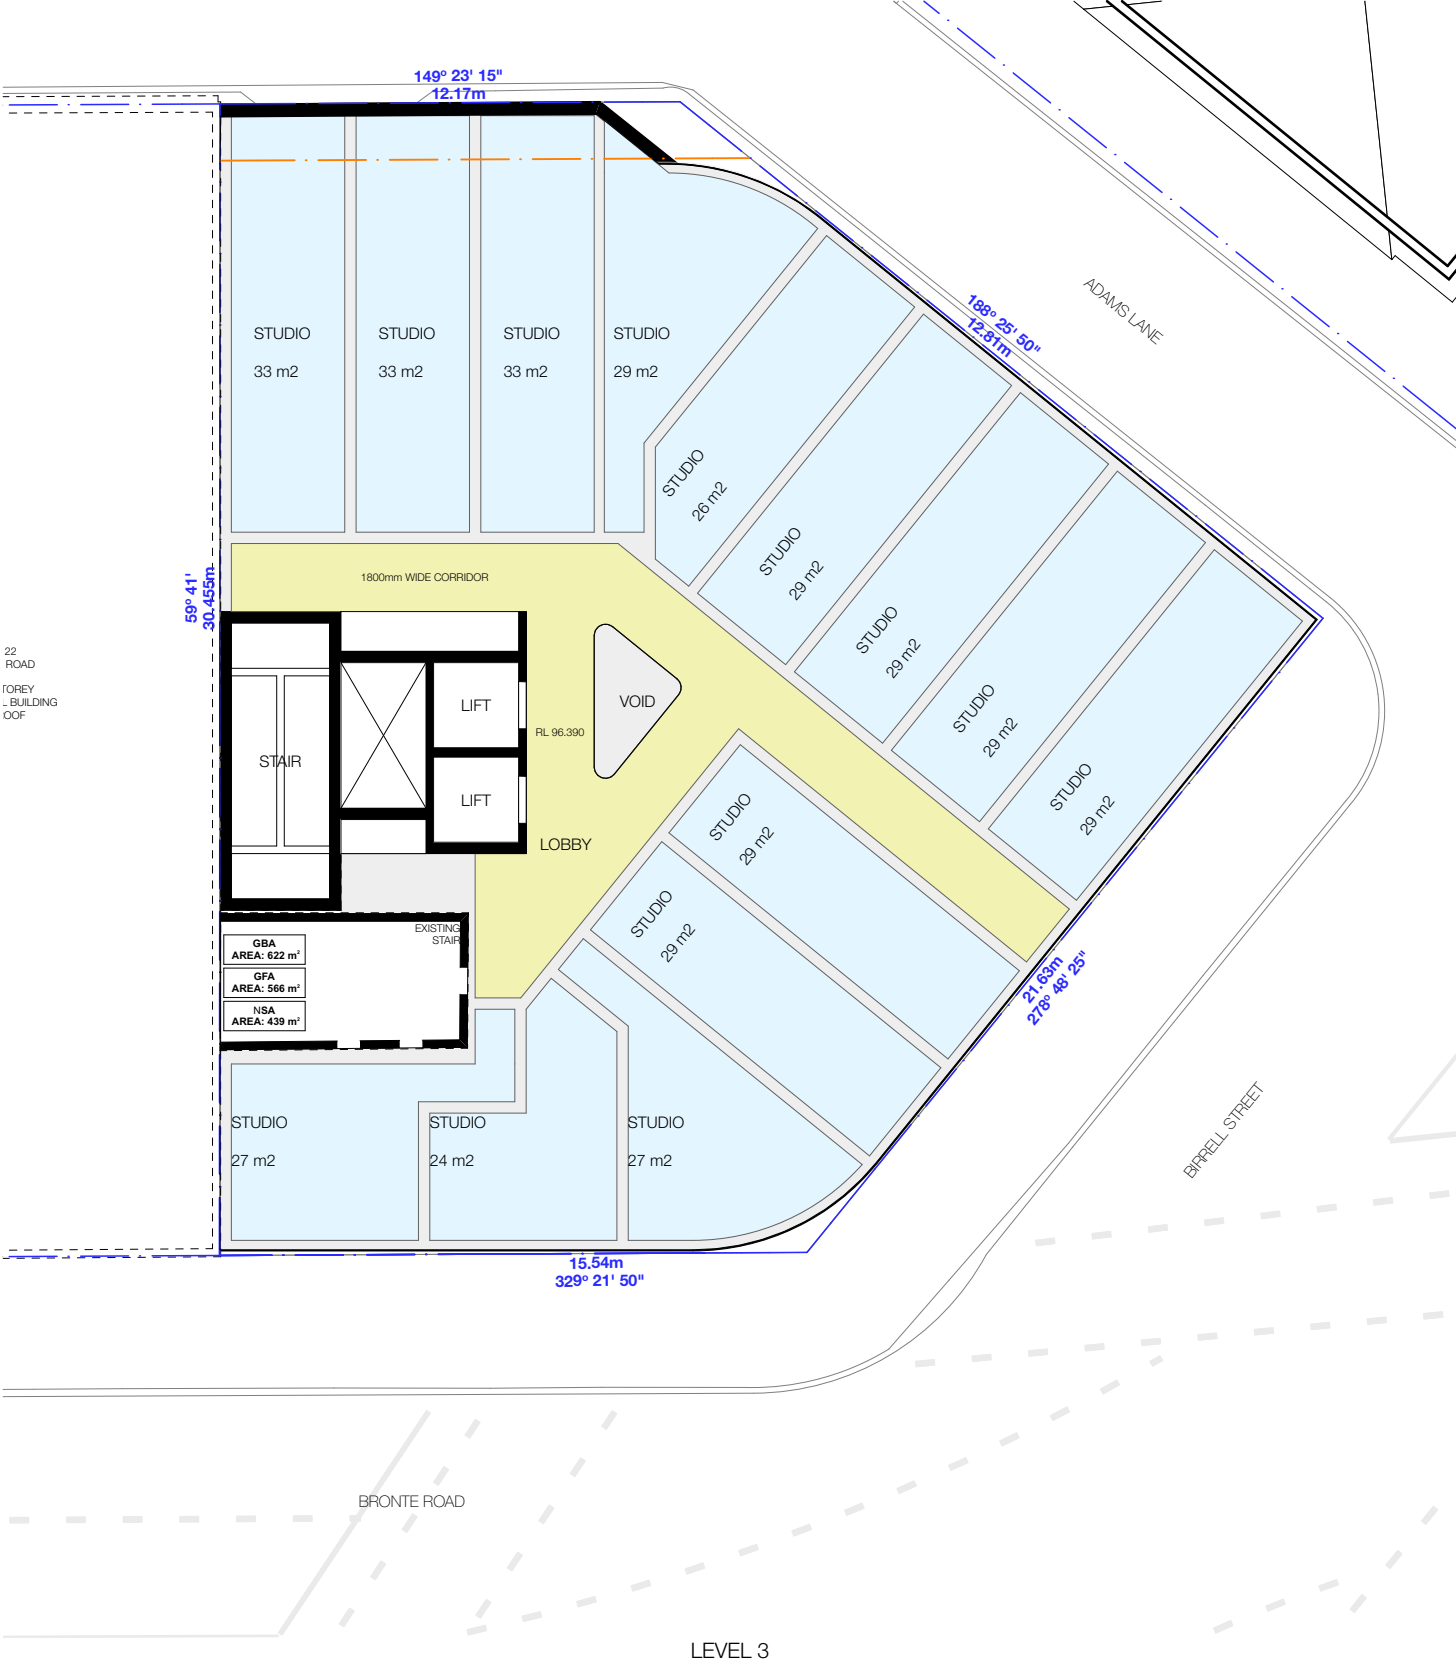 149º 23' 15"
12.17m
188º 25' 50"
12.81m
ADAMS LANE
STUDIO
33 m2
STUDIO
33 m2
STUDIO
33 m2
STUDIO
29 m2
STUDIO
26 m2
STUDIO
29 m2
STUDIO
29 m2
STUDIO
29 m2
STUDIO
29 m2
1800mm WIDE CORRIDOR
59º 41'
30.455m
22
ROAD
TOREY
L BUILDING
OOF
VOID
LIFT
RL 96.390
STAIR
LIFT
LOBBY
STUDIO
29 m2
STUDIO
29 m2
EXISTING
STAIR
GBA
AREA: 622 m²
GFA
AREA: 566 m²
NSA
AREA: 439 m²
21.63m
278º 48' 25"
BIRRELL STREET
STUDIO
27 m2
STUDIO
24 m2
STUDIO
27 m2
15.54m
329º 21' 50"
BRONTE ROAD
LEVEL 3